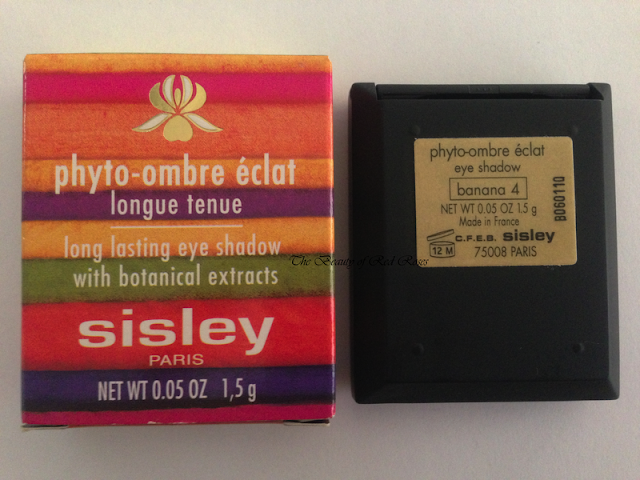 phyto-ombre éclat
longue tenue
long lasting eye shadow
with botanical extracts
sisley
PARIS
NET WT 0.05 OZ 1,5 g
The Beauty of Red Roses
phyto-ombre éclat
eye shadow
banana 4
NET WT 0.05 OZ 1.5 g
Made in France
C.F.E.B. sisley
12 M
75008 PARIS
B060110